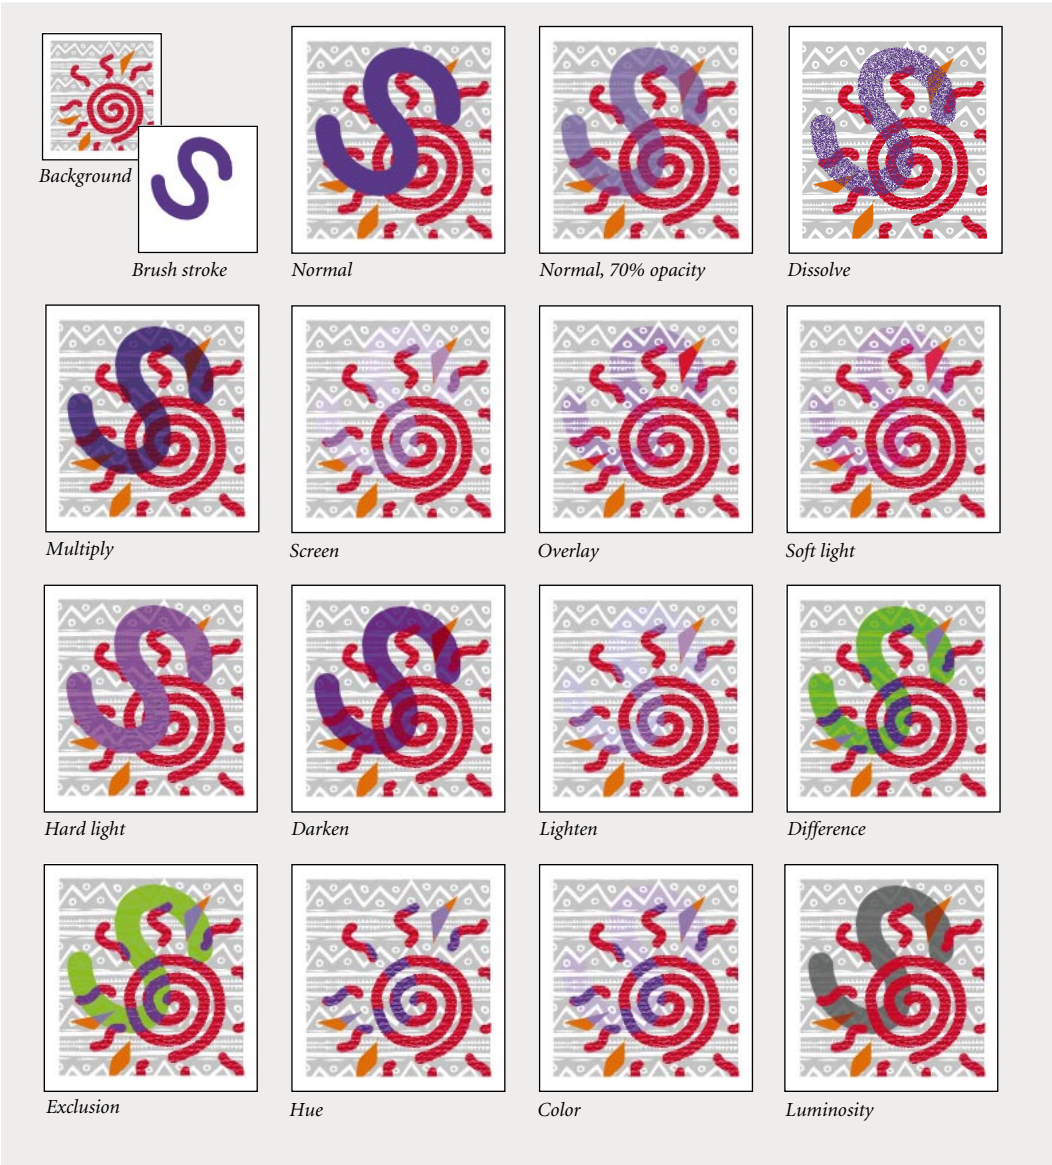 Background
Brush stroke
Normal
Normal, 70% opacity
Dissolve
Multiply
Screen
Overlay
Soft light
Hard light
Darken
Lighten
Difference
Exclusion
Hue
Color
Luminosity